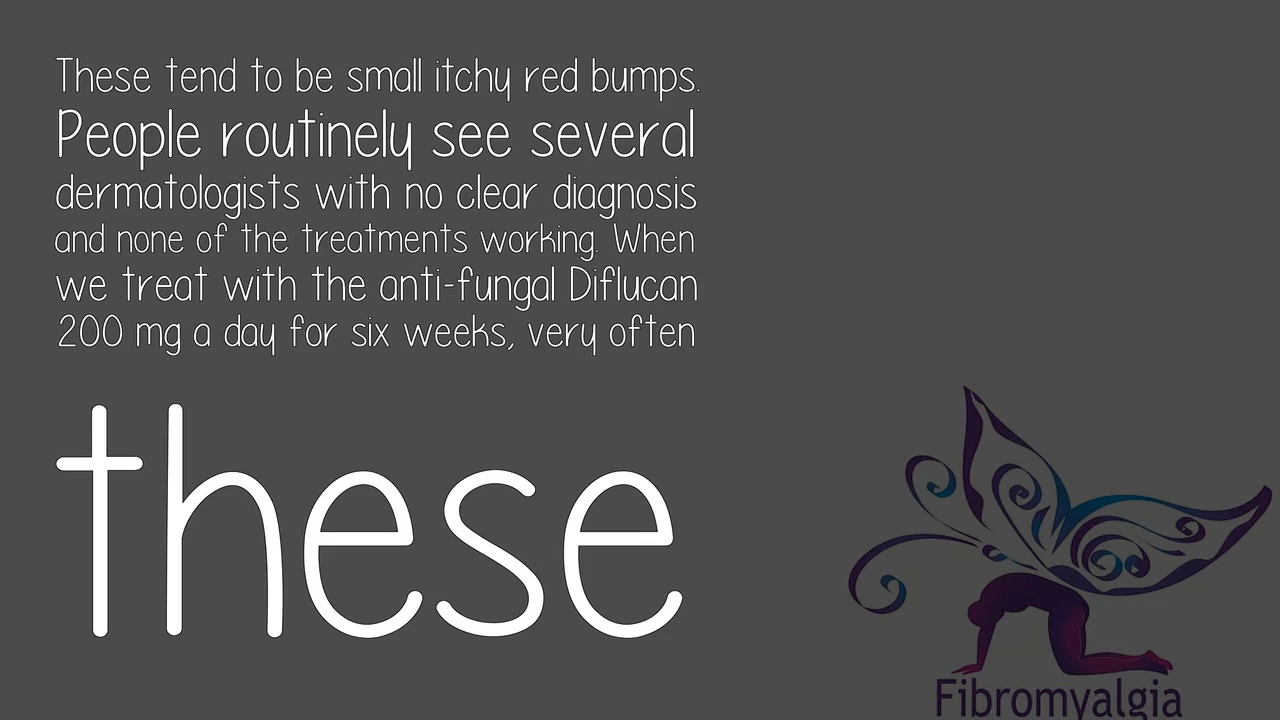 These tend to be small itchy red bumps.
People routinely see several
dermatologists with no clear diagnosis
and none of the treatments working. When
we treat with the anti-fungal Diflucan
200 mg a day for six weeks, very often
these
Fibromyalgia